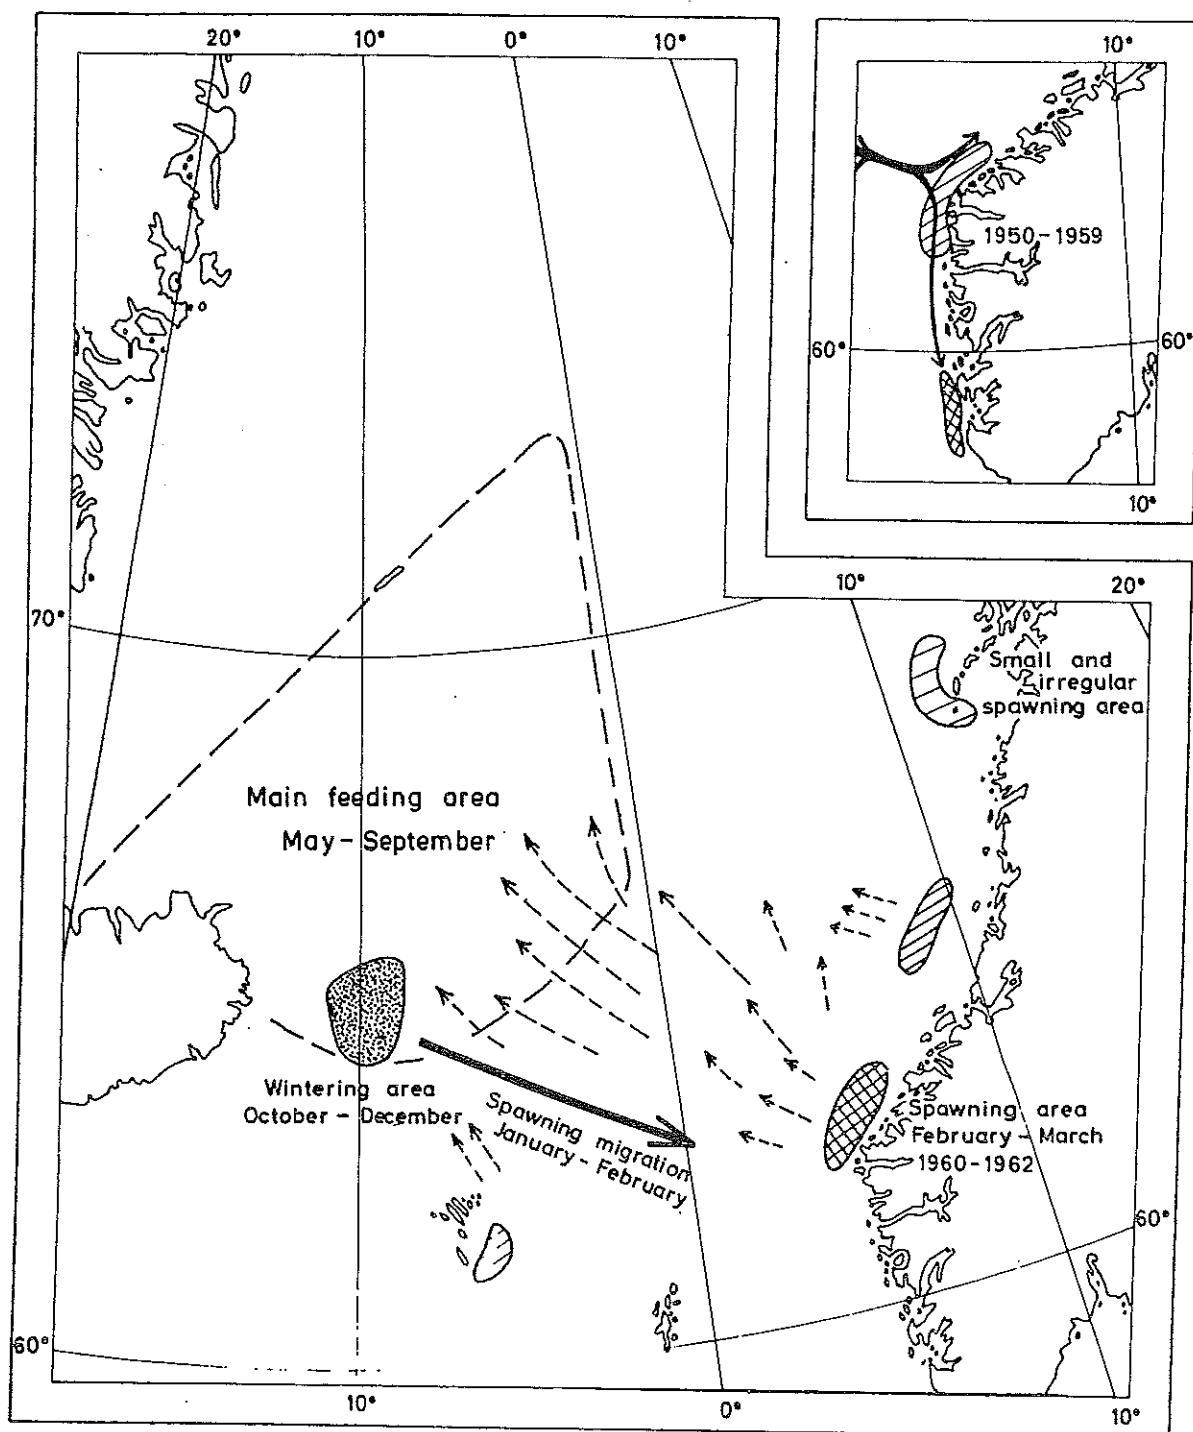 20° 10° 0° 10°
10°
1950-1959
60° 60°
10°
10° 20°
70°
Small and
irregular
spawning area
Main feeding area
May-September
Wintering area
October - December
Spawning migration
January - February
Spawning area
February - March
1960-1962
60°
60°
10° 0° 10°